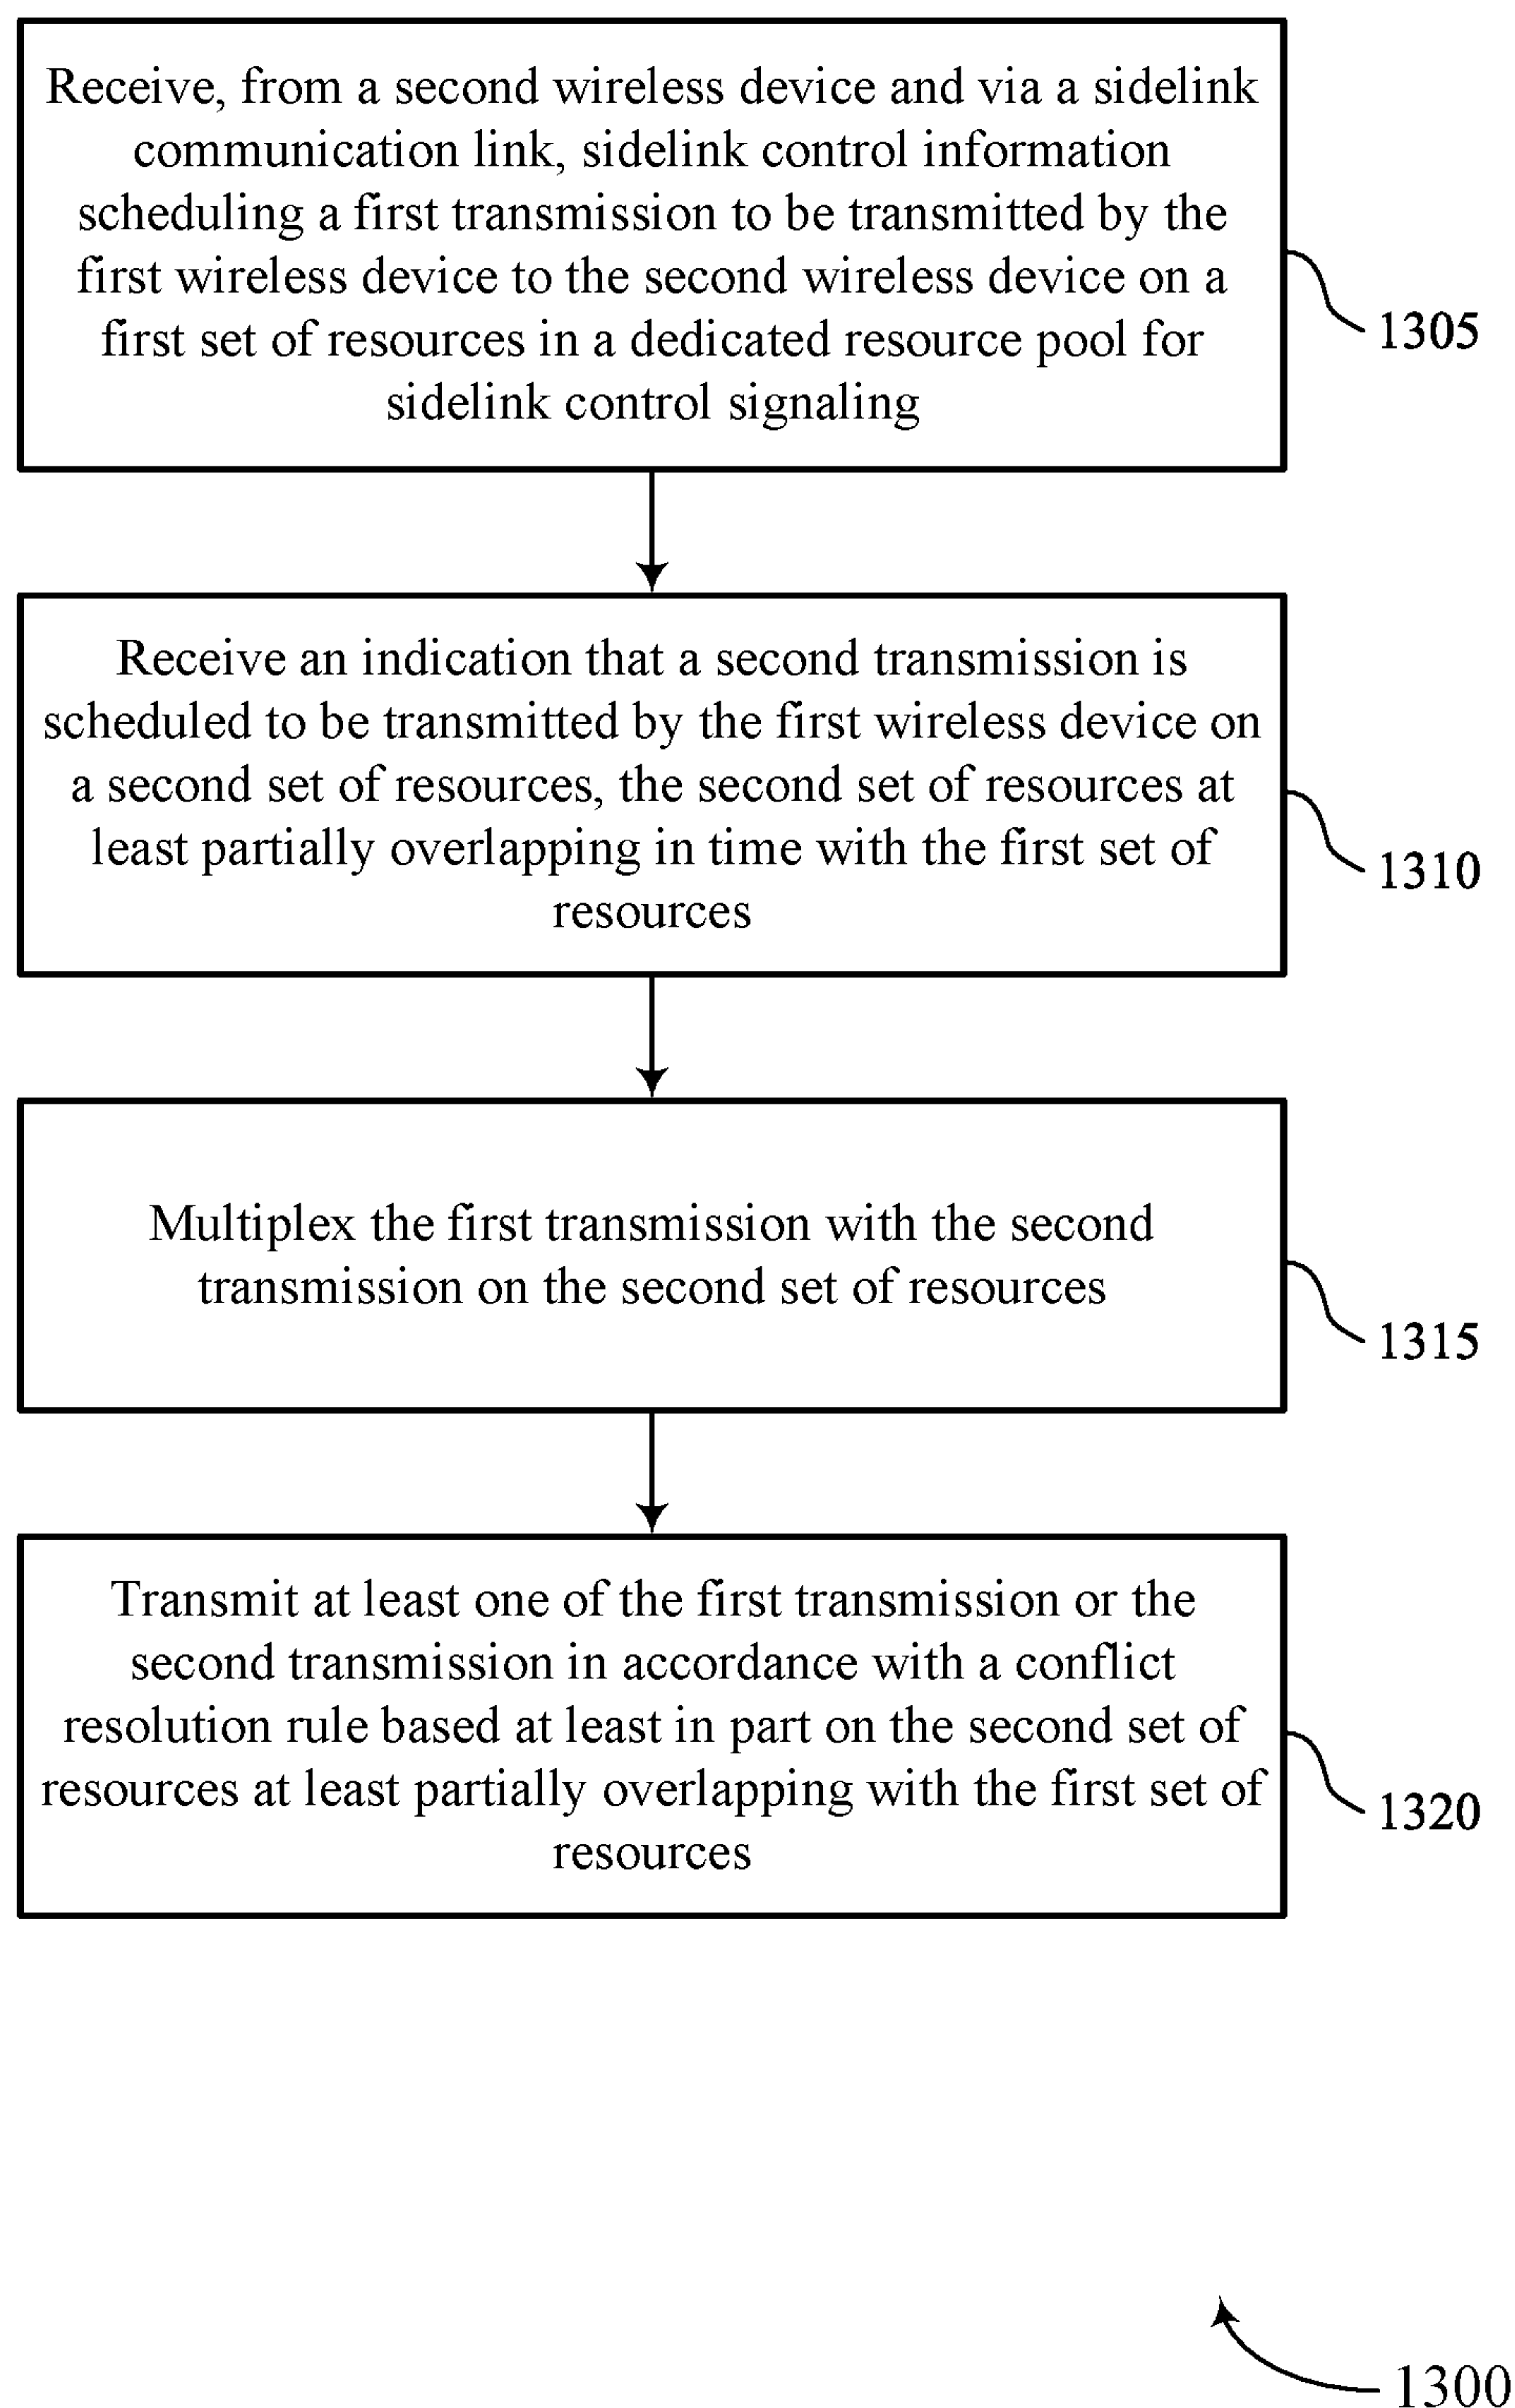 Receive, from a second wireless device and via a sidelink
communication link, sidelink control information
scheduling a first transmission to be transmitted by the
first wireless device to the second wireless device on a
first set of resources in a dedicated resource pool for
sidelink control signaling
1305
Receive an indication that a second transmission is
scheduled to be transmitted by the first wireless device on
a second set of resources, the second set of resources at
least partially overlapping in time with the first set of
resources
1310
Multiplex the first transmission with the second
transmission on the second set of resources
1315
Transmit at least one of the first transmission or the
second transmission in accordance with a conflict
resolution rule based at least in part on the second set of
resources at least partially overlapping with the first set of
resources
1320
1300